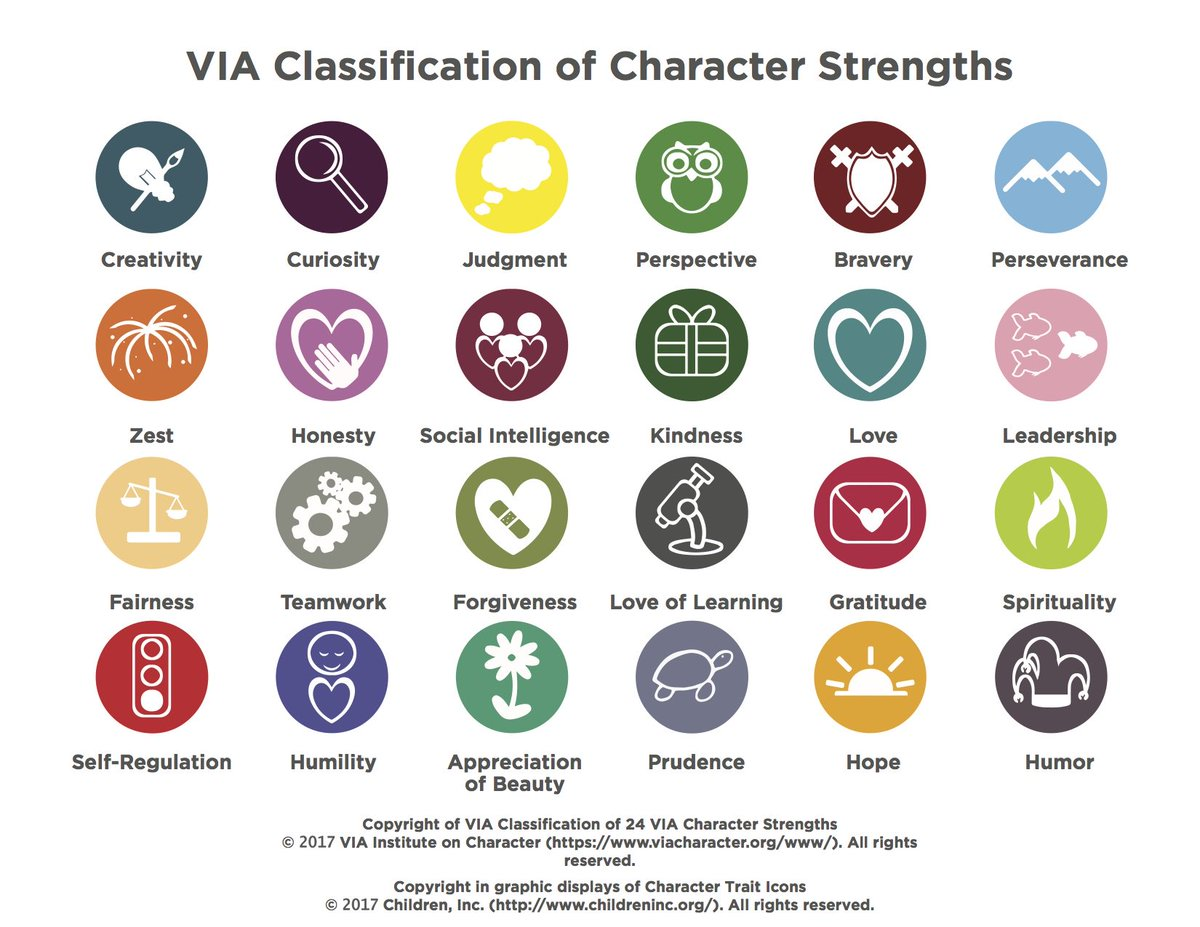 VIA Classification of Character Strengths
Creativity
Curiosity
Judgment
Perspective
Bravery
Perseverance
Zest
Honesty
Social Intelligence
Kindness
Love
Leadership
Fairness
Teamwork
Forgiveness
Love of Learning
Gratitude
Spirituality
Self-Regulation
Humility
Appreciation
of Beauty
Prudence
Hope
Humor
Copyright of VIA Classification of 24 VIA Character Strengths
© 2017 VIA Institute on Character (https://www.viacharacter.org/www/). All rights
reserved.
Copyright in graphic displays of Character Trait Icons
© 2017 Children, Inc. (http://www.childreninc.org/). All rights reserved.